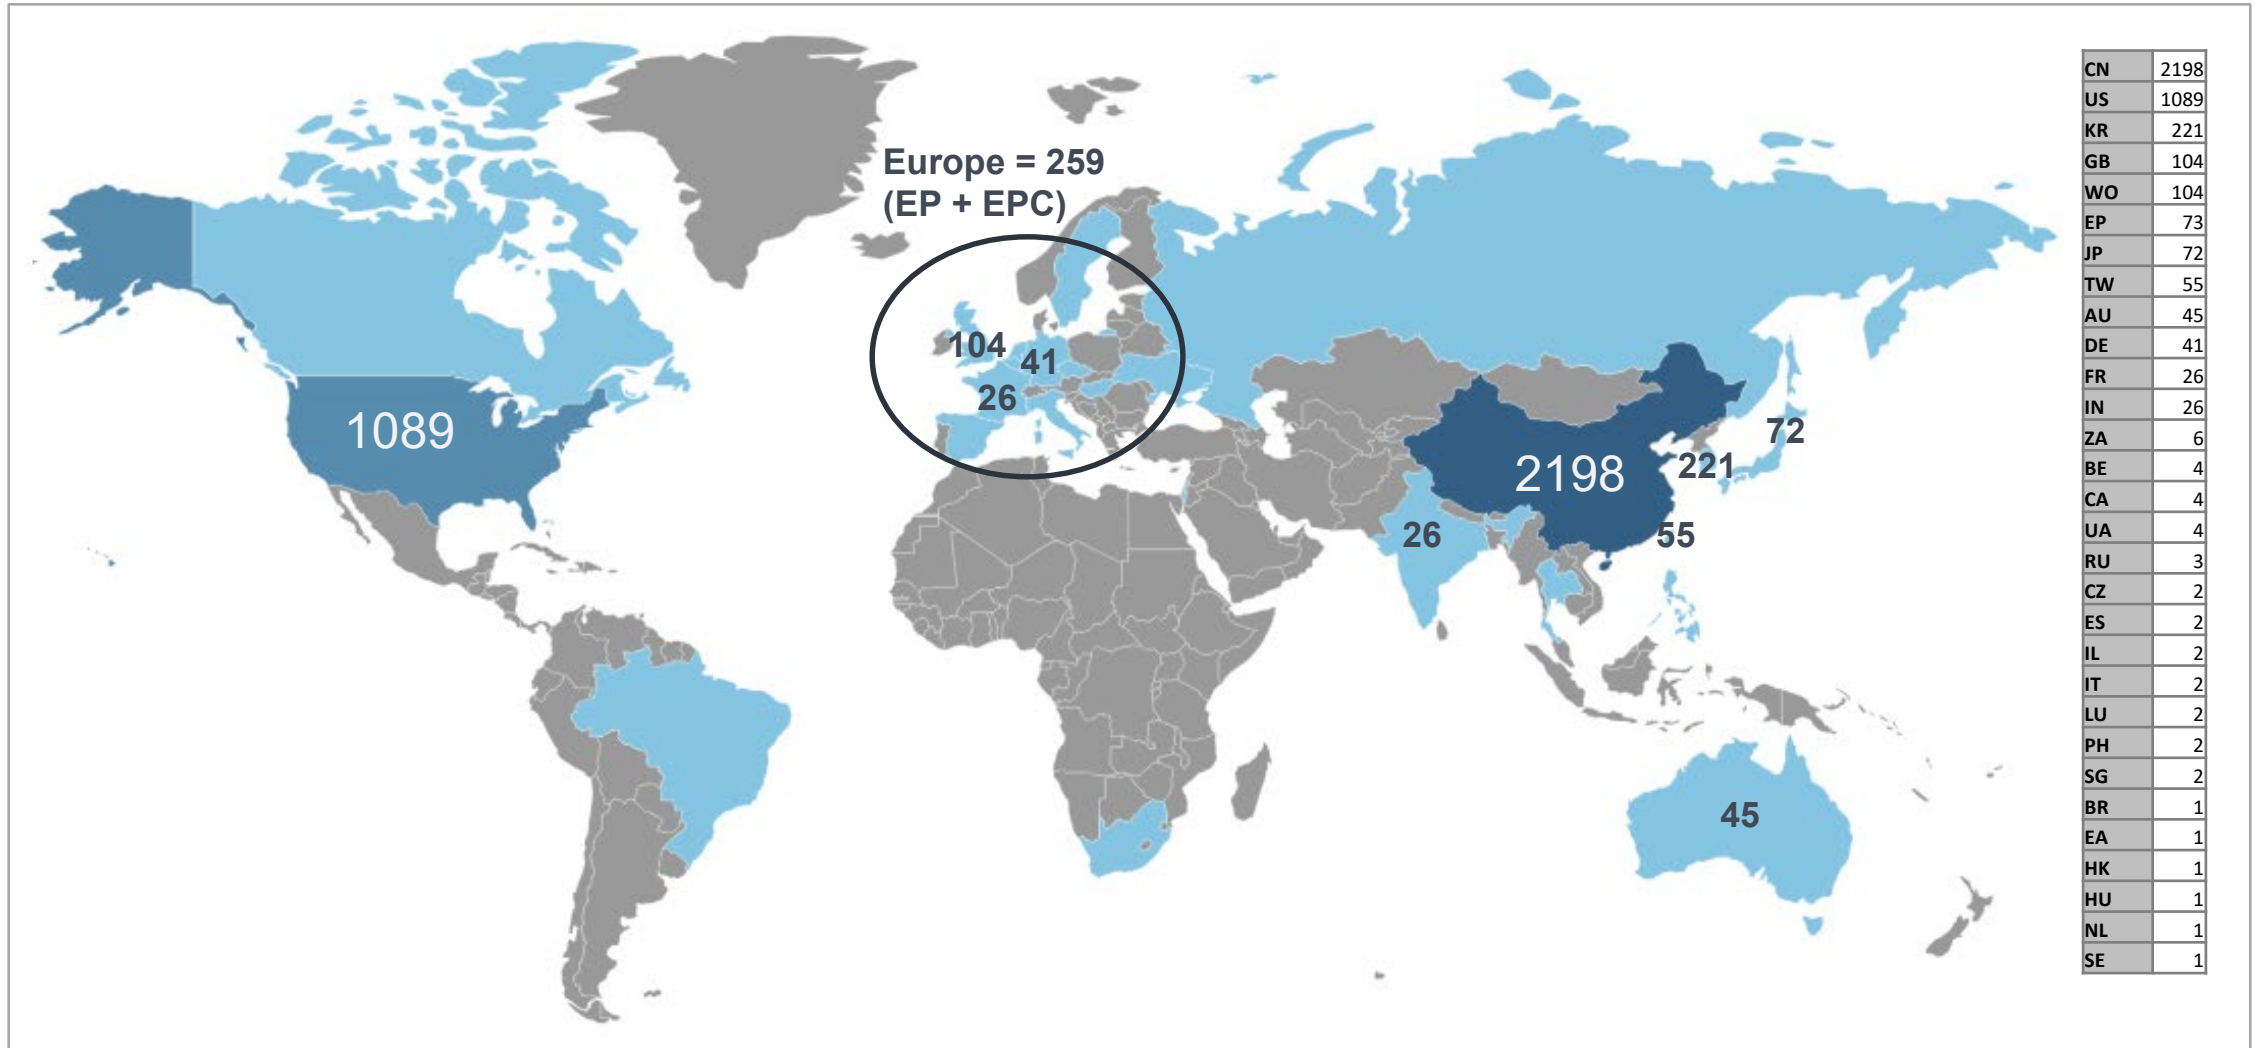 Europe = 259
(EP + EPC)
104
41
26
1089
72
221
2198
26
55
45
CN 2198
US 1089
KR 221
GB 104
WO 104
EP 73
JP 72
TW 55
AU 45
DE 41
FR 26
IN 26
ZA 6
BE 4
CA 4
UA 4
RU 3
CZ 2
ES 2
IL 2
IT 2
LU 2
PH 2
SG 2
BR 1
EA 1
HK 1
HU 1
NL 1
SE 1